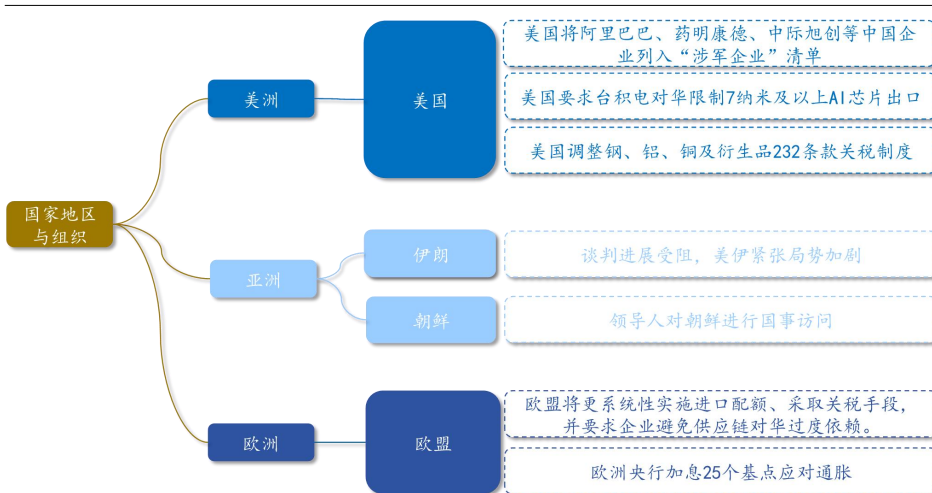 国家地区
与组织
美洲
美国
美国将阿里巴巴、药明康德、中际旭创等中国企
业列入“涉军企业”清单
美国要求台积电对华限制7纳米及以上AI芯片出口
美国调整钢、铝、铜及衍生品232条款关税制度
亚洲
伊朗
谈判进展受阻，美伊紧张局势加剧
朝鲜
领导人对朝鲜进行国事访问
欧洲
欧盟
欧盟将更系统性实施进口配额、采取关税手段，
并要求企业避免供应链对华过度依赖。
欧洲央行加息25个基点应对通胀